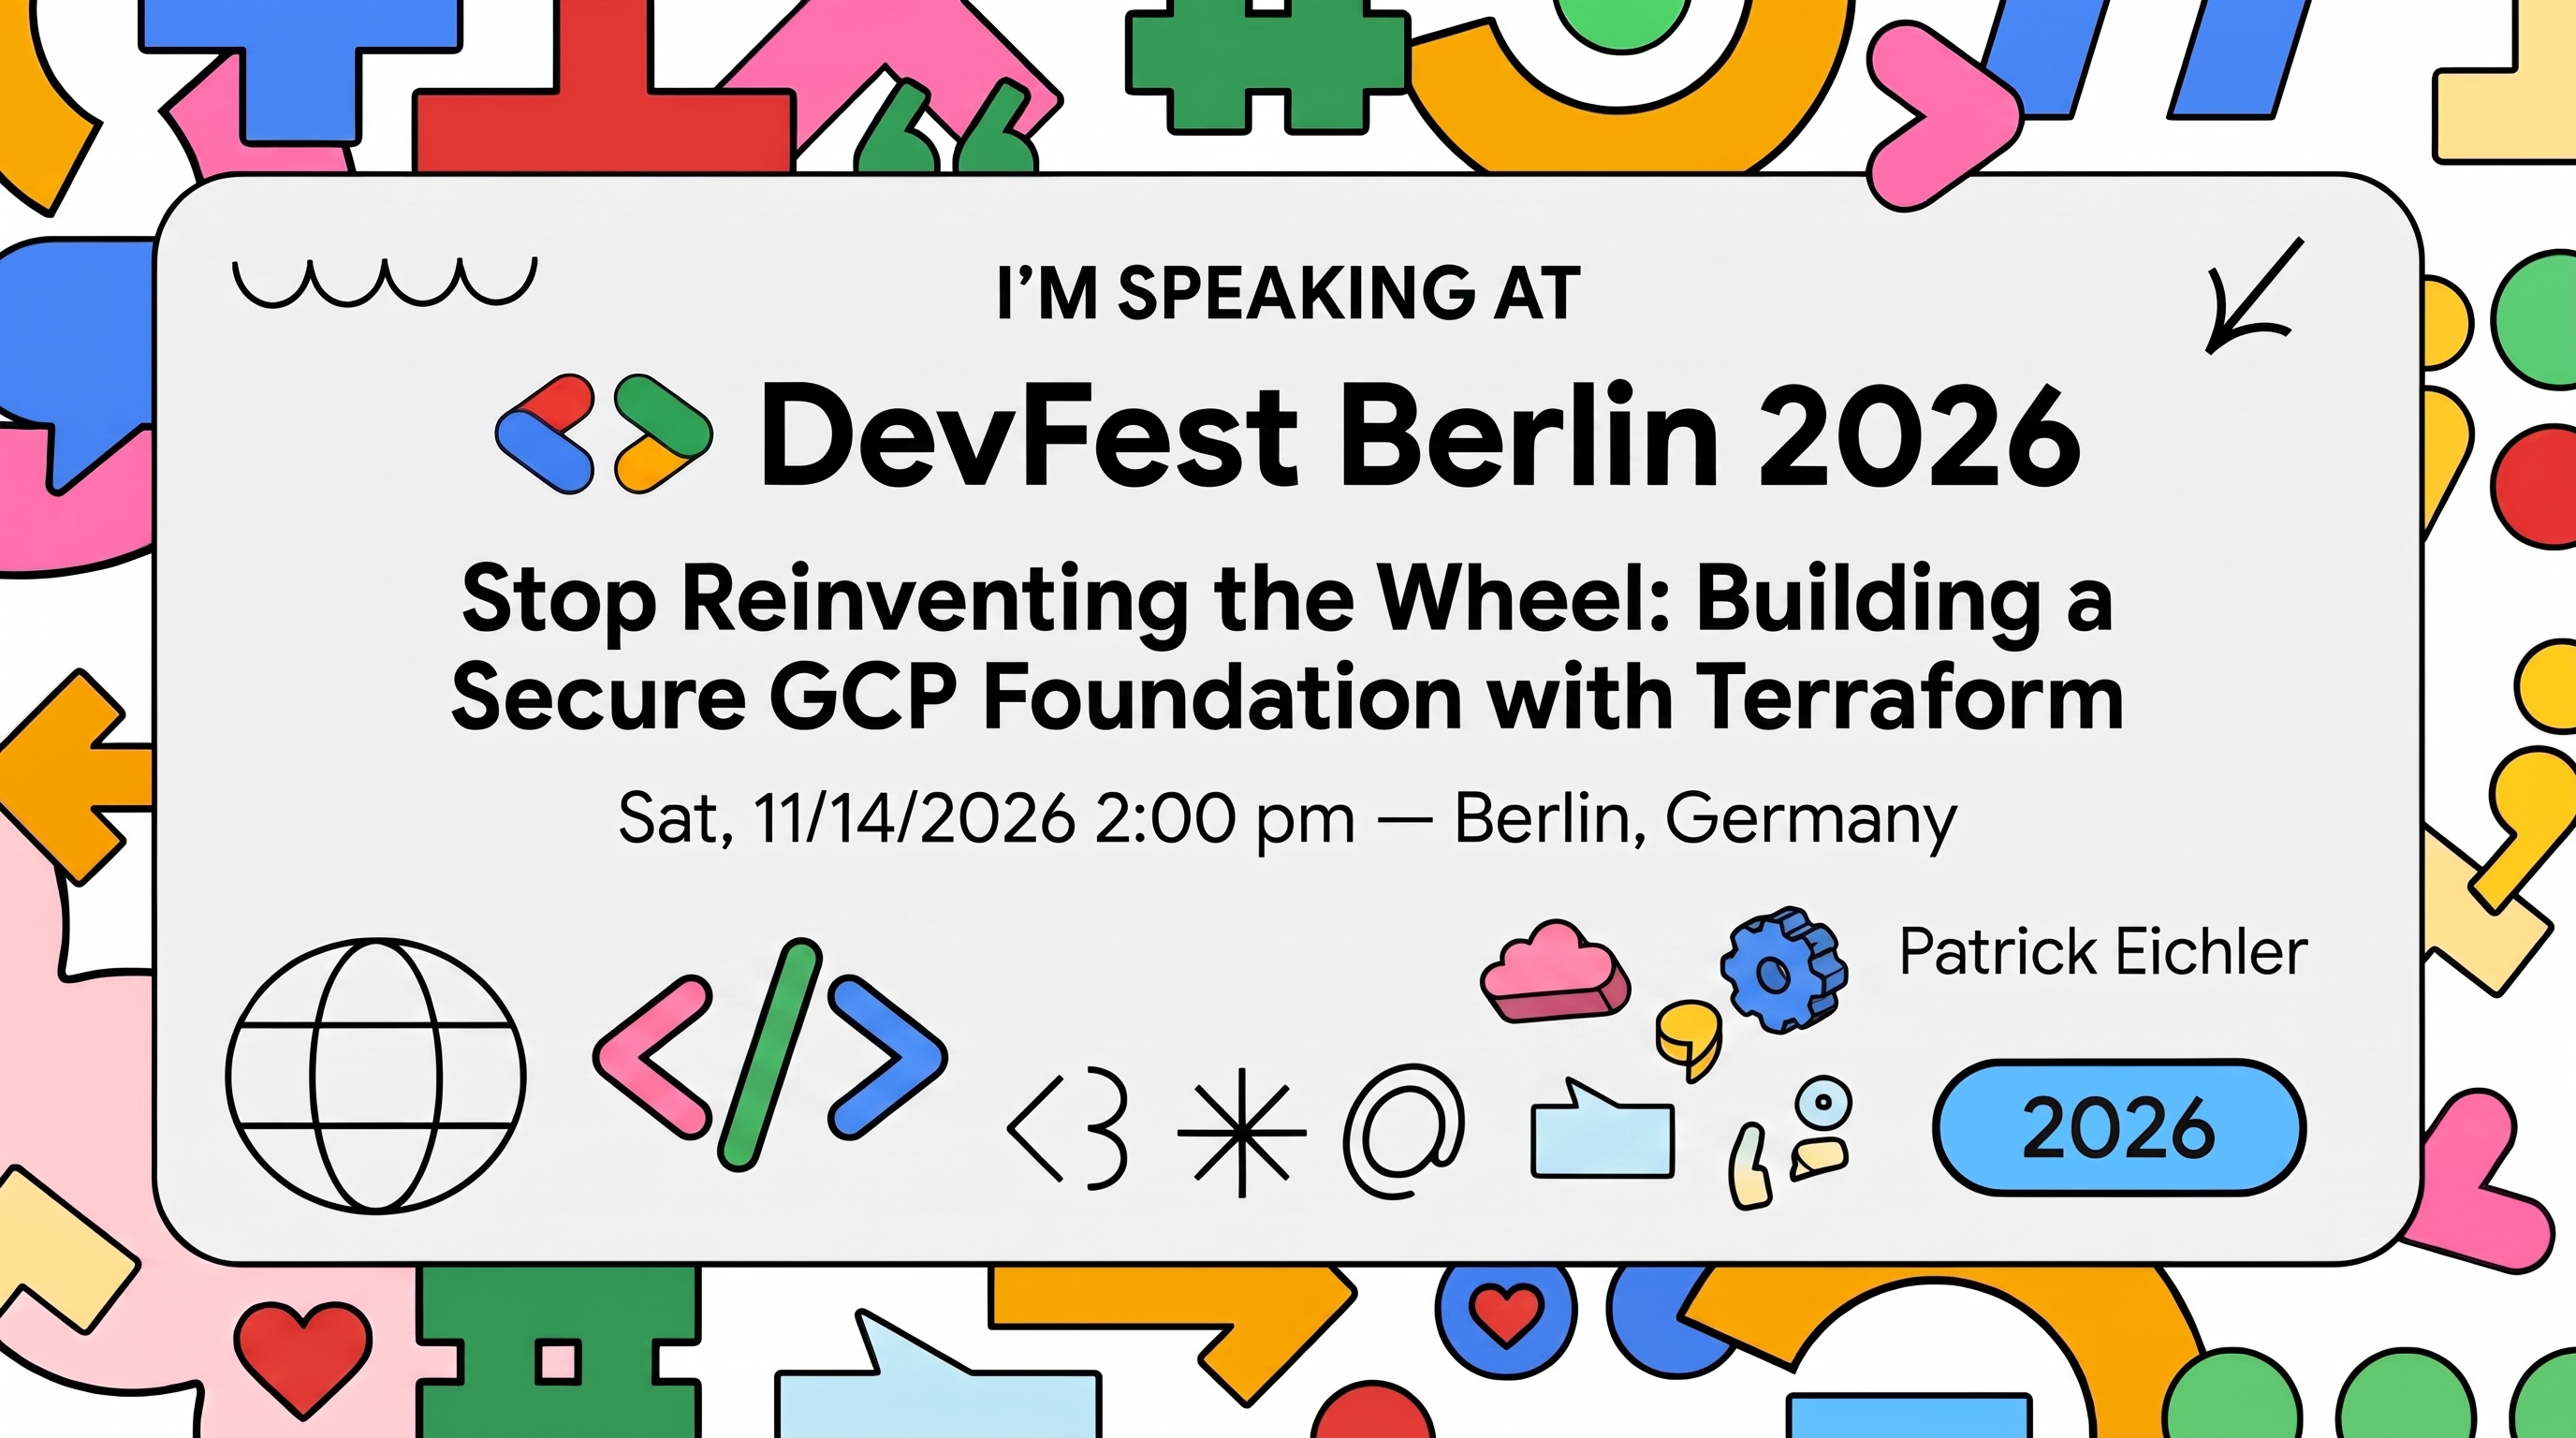 I'M SPEAKING AT
DevFest Berlin 2026
Stop Reinventing the Wheel: Building a
Secure GCP Foundation with Terraform
Sat, 11/14/2026 2:00 pm — Berlin, Germany
Patrick Eichler
</>
<3 * @
2026